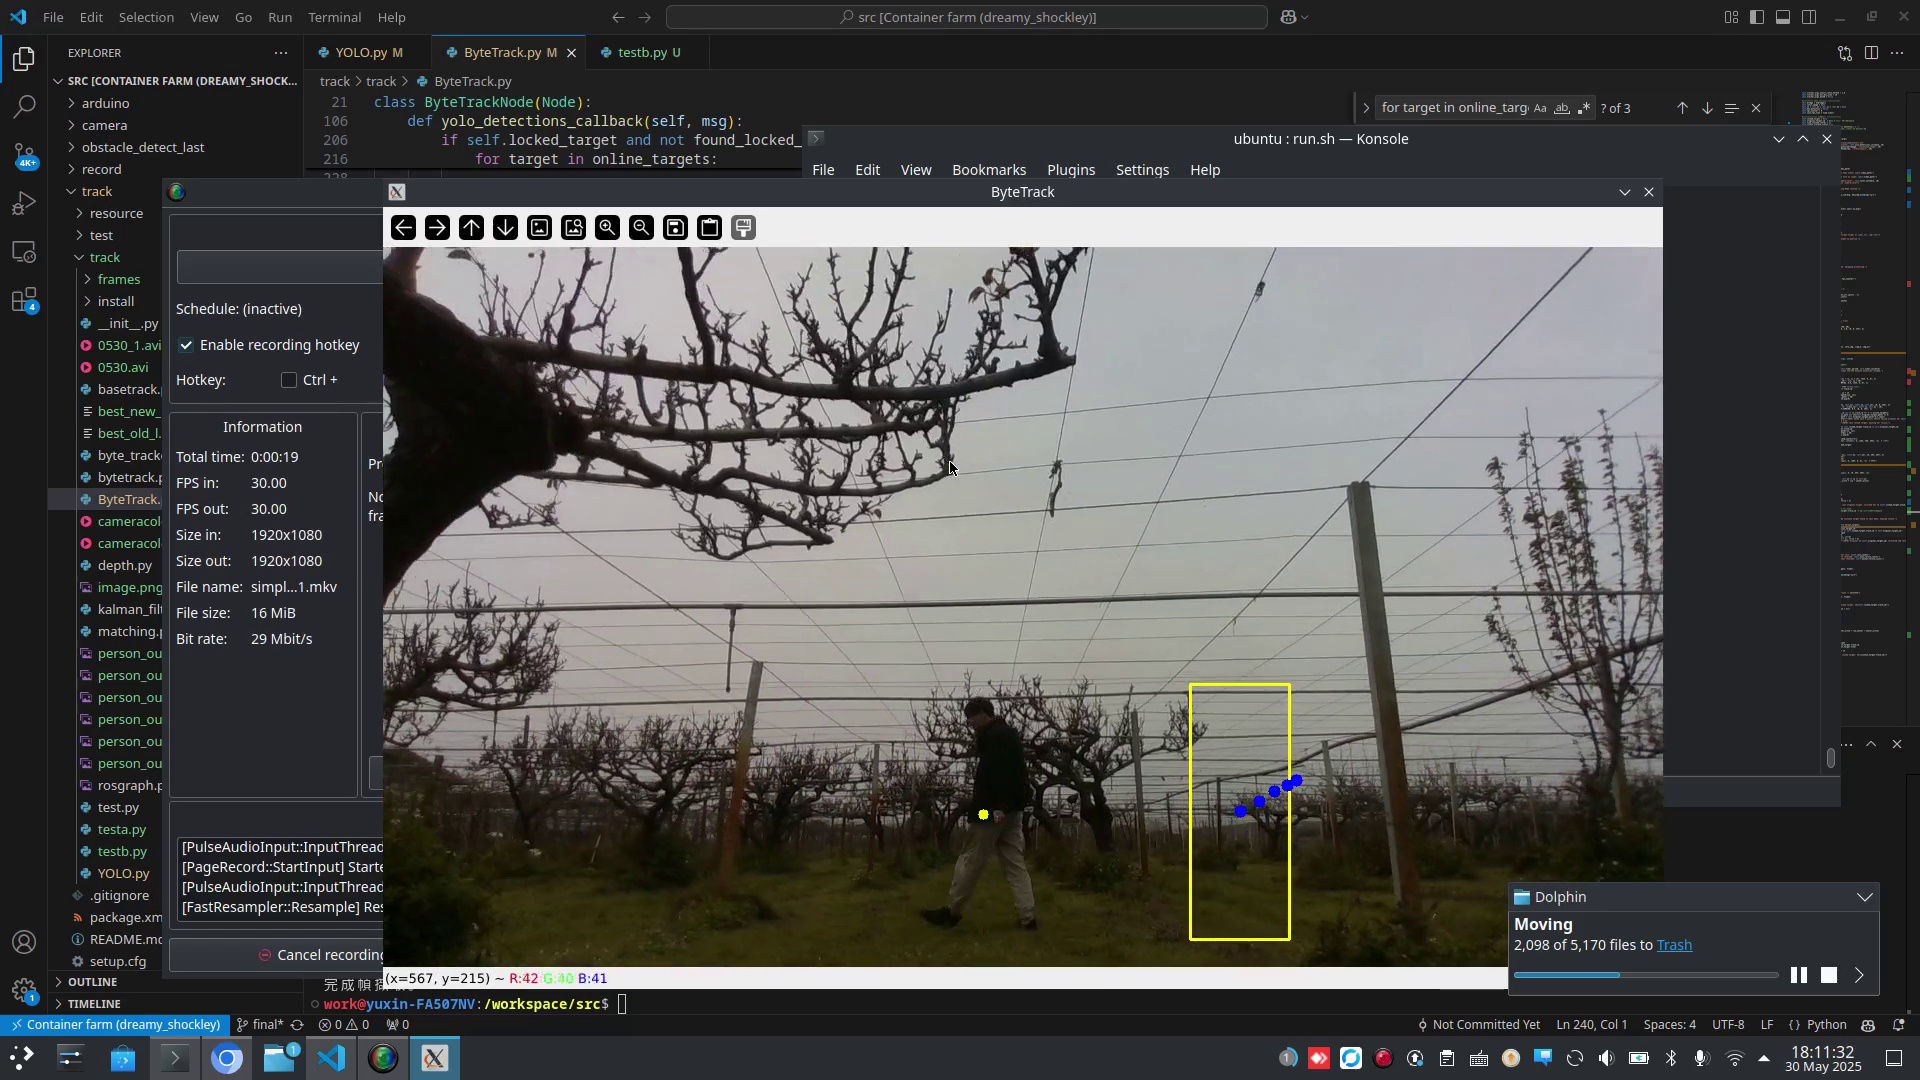 File Edit Selection View Go Run Terminal Help
src [Container farm (dreamy_shockley)]
EXPLORER
YOLO.py M
ByteTrack.py M
testb.py U
SRC [CONTAINER FARM (DREAMY_SHOCK...
track > track > ByteTrack.py
arduino
camera
obstacle_detect_last
record
track
resource
test
track
frames
install
__init__.py
0530_1.avi
0530.avi
basetrack.
best_new_
best_old_l.
byte_track
bytetrack.p
ByteTrack.
cameracol
cameracol
depth.py
image.png
kalman_filt
matching.p
person_ou
person_ou
person_ou
person_ou
person_ou
person_ou
rosgraph.p
test.py
testa.py
testb.py
YOLO.py
.gitignore
package.xm
README.md
setup.cfg
OUTLINE
TIMELINE
4K+
4
1
21 class ByteTrackNode(Node):
106 def yolo_detections_callback(self, msg):
206 if self.locked_target and not found_locked_
216 for target in online_targets:
228
for target in online_targ
Aa ab .*
? of 3
ubuntu : run.sh — Konsole
File Edit View Bookmarks Plugins Settings Help
ByteTrack
Schedule: (inactive)
Enable recording hotkey
Hotkey: Ctrl +
Information
Total time: 0:00:19
FPS in: 30.00
FPS out: 30.00
Size in: 1920x1080
Size out: 1920x1080
File name: simpl...1.mkv
File size: 16 MiB
Bit rate: 29 Mbit/s
Pr
No
fra
[PulseAudioInput::InputThread
[PageRecord::StartInput] Starte
[PulseAudioInput::InputThread
[FastResampler::Resample] Res
Cancel recording
(x=567, y=215) ~ R:42 G:40 B:41
work@yuxin-FA507NV:/workspace/src$
Dolphin
Moving
2,098 of 5,170 files to Trash
Container farm (dreamy_shockley)
final*
0 0
0
Not Committed Yet
Ln 240, Col 1
Spaces: 4
UTF-8
LF
{} Python
1
1
18:11:32
30 May 2025